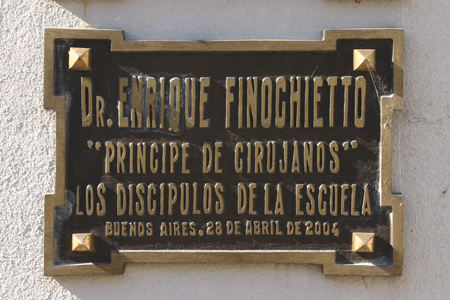 DR. ENRIQUE FINOCHIETTO
"PRINCIPE DE CIRUJANOS"
LOS DISCIPULOS DE LA ESCUELA
BUENOS AIRES, 28 DE ABRIL DE 2004